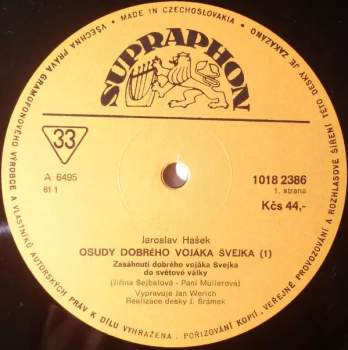 MADE IN CZECHOSLOVAKIA
VŠECHNA PRÁVA GRAMOFONOVÉHO VÝROBCE A VLASTNÍKŮ AUTORSKÝCH PRÁV K DÍLU VYHRAŽENA. POŘIZOVÁNÍ KOPIÍ, VEŘEJNÉ PROVOZOVÁNÍ A ROZHLASOVÉ ŠÍŘENÍ TÉTO DESKY JE ZAKÁZÁNO
SUPRAPHON
33
A 6495
81 1
1018 2386
1. strana
Kčs 44,-
Jaroslav Hašek
OSUDY DOBRÉHO VOJÁKA ŠVEJKA (1)
Zasáhnutí dobrého vojáka Švejka
do světové války
(Jiřina Šejbalová - Paní Müllerová)
Vypravuje Jan Werich
Realizace desky J. Šrámek